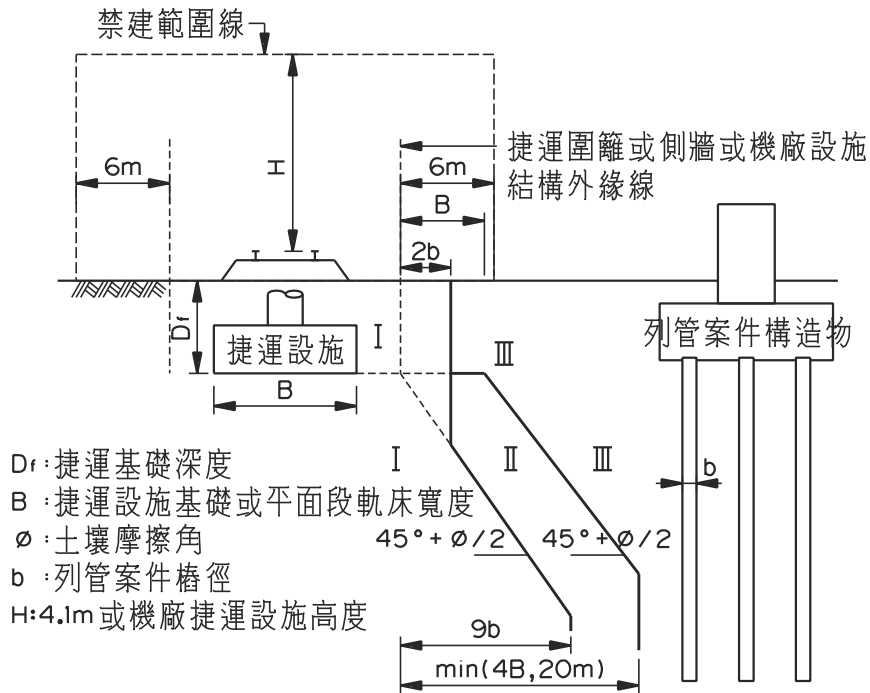 禁建範圍線
捷運圍籬或側牆或機廠設施
結構外緣線
6m
H
6m
B
2b
Df
捷運設施
I
III
列管案件構造物
B
I
II
III
b
Df:捷運基礎深度
B:捷運設施基礎或平面段軌床寬度
ø:土壤摩擦角
b:列管案件樁徑
H:4.1m或機廠捷運設施高度
45°+ø/2
45°+ø/2
9b
min(4B,20m)